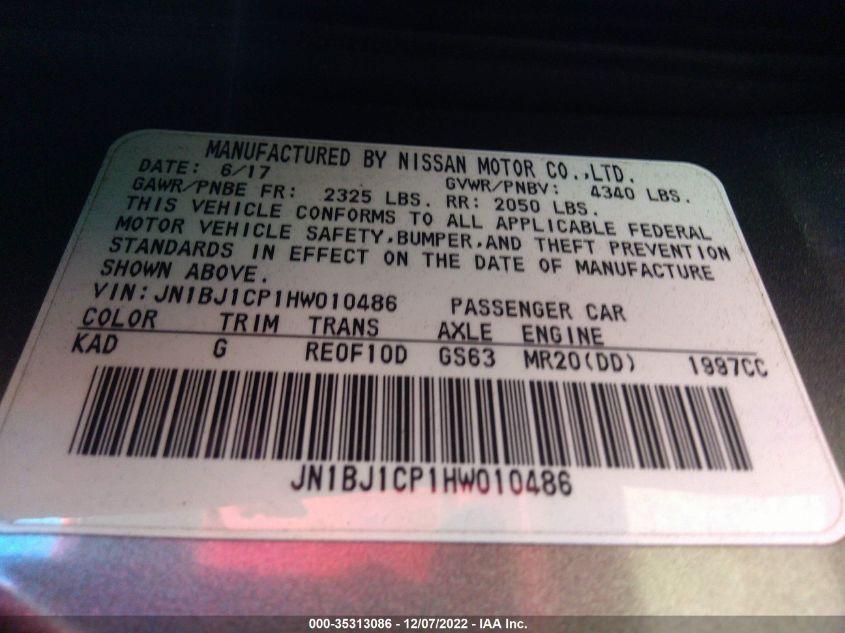 MANUFACTURED BY NISSAN MOTOR CO.,LTD.
DATE: 6/17 GVWR/PNBV: 4340 LBS.
GAWR/PNBE FR: 2325 LBS. RR: 2050 LBS.
THIS VEHICLE CONFORMS TO ALL APPLICABLE FEDERAL
MOTOR VEHICLE SAFETY,BUMPER,AND THEFT PREVENTION
STANDARDS IN EFFECT ON THE DATE OF MANUFACTURE
SHOWN ABOVE.
VIN: JN1BJ1CP1HW010486 PASSENGER CAR
COLOR TRIM TRANS AXLE ENGINE
KAD G RE0F10D GS63 MR20(DD) 1997CC
JN1BJ1CP1HW010486
000-35313086 - 12/07/2022 - IAA Inc.